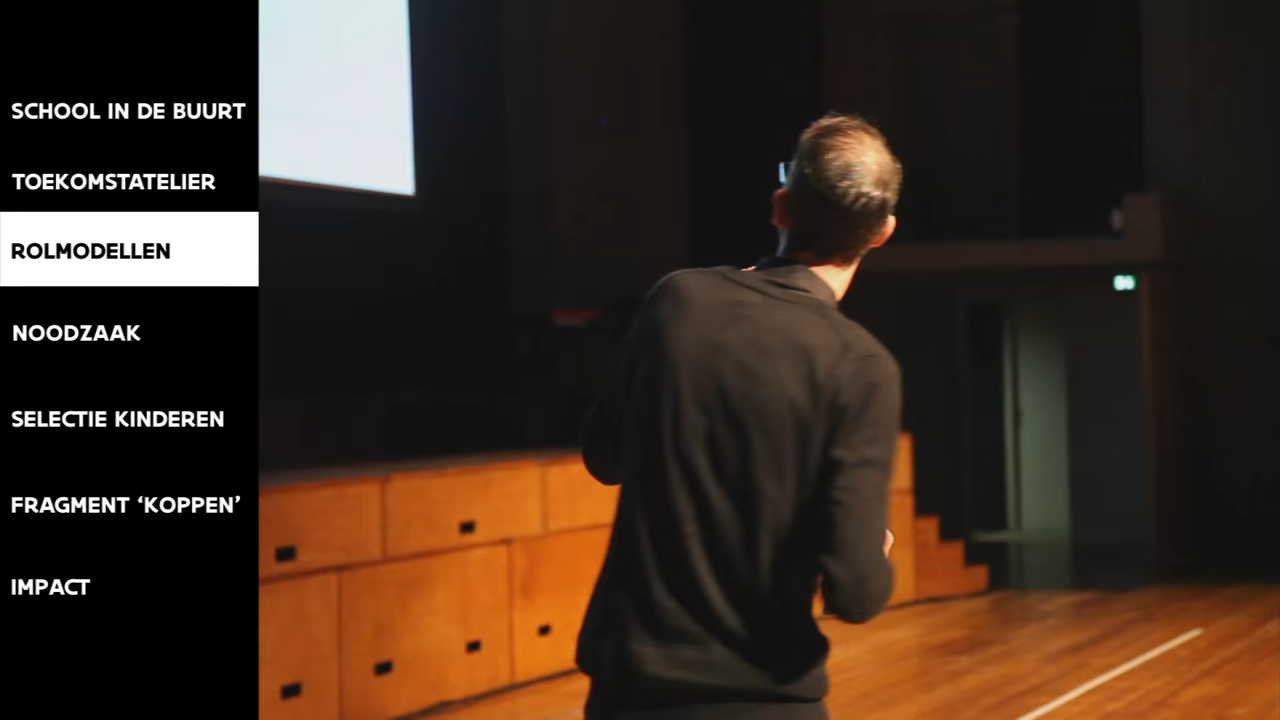 SCHOOL IN DE BUURT
TOEKOMSTATELIER
ROLMODELLEN
NOODZAAK
SELECTIE KINDEREN
FRAGMENT ‘KOPPEN’
IMPACT